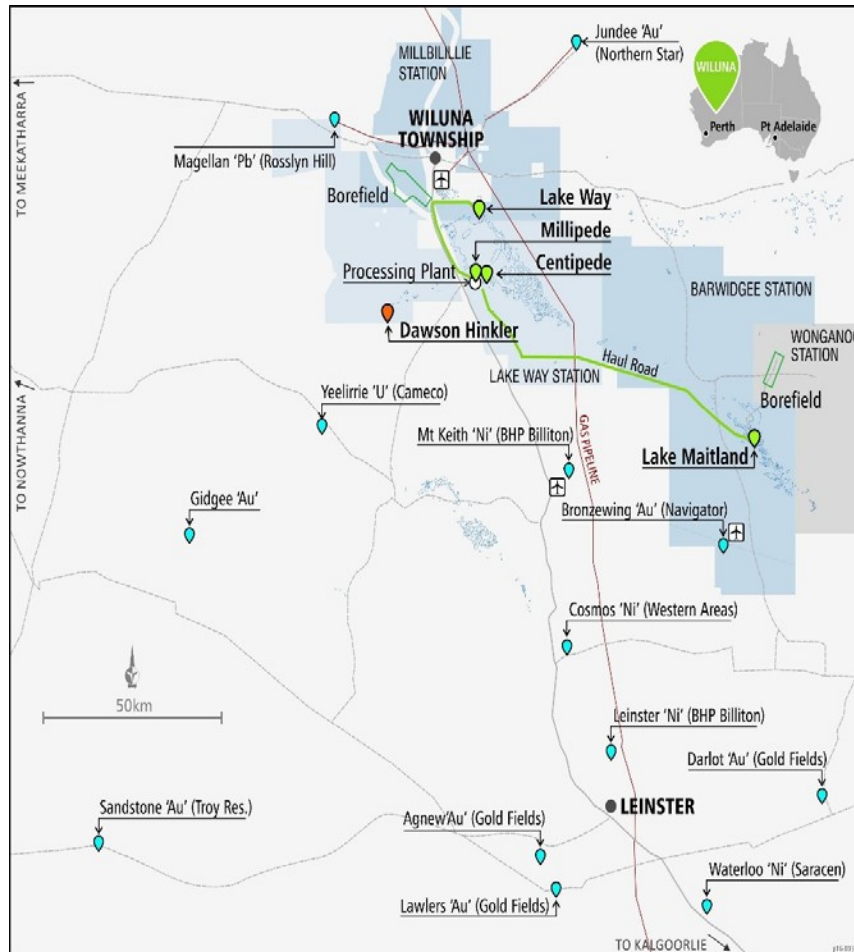 Jundee 'Au'
(Northern Star)
MILLBILILLIE
STATION
WILUNA
Perth
Pt Adelaide
TO MEEKATHARRA
WILUNA
TOWNSHIP
Magellan 'Pb' (Rosslyn Hill)
Borefield
Lake Way
Millipede
Centipede
Processing Plant
BARWIDGEE STATION
Dawson Hinkler
WONGANOO
STATION
Haul Road
LAKE WAY STATION
Borefield
Yeelirrie 'U' (Cameco)
TO NOWTHANNA
GAS PIPELINE
Mt Keith 'Ni' (BHP Billiton)
Lake Maitland
Gidgee 'Au'
Bronzewing 'Au' (Navigator)
Cosmos 'Ni' (Western Areas)
50km
Leinster 'Ni' (BHP Billiton)
Darlot 'Au' (Gold Fields)
Sandstone 'Au' (Troy Res.)
LEINSTER
Agnew'Au' (Gold Fields)
Waterloo 'Ni' (Saracen)
Lawlers 'Au' (Gold Fields)
TO KALGOORLIE